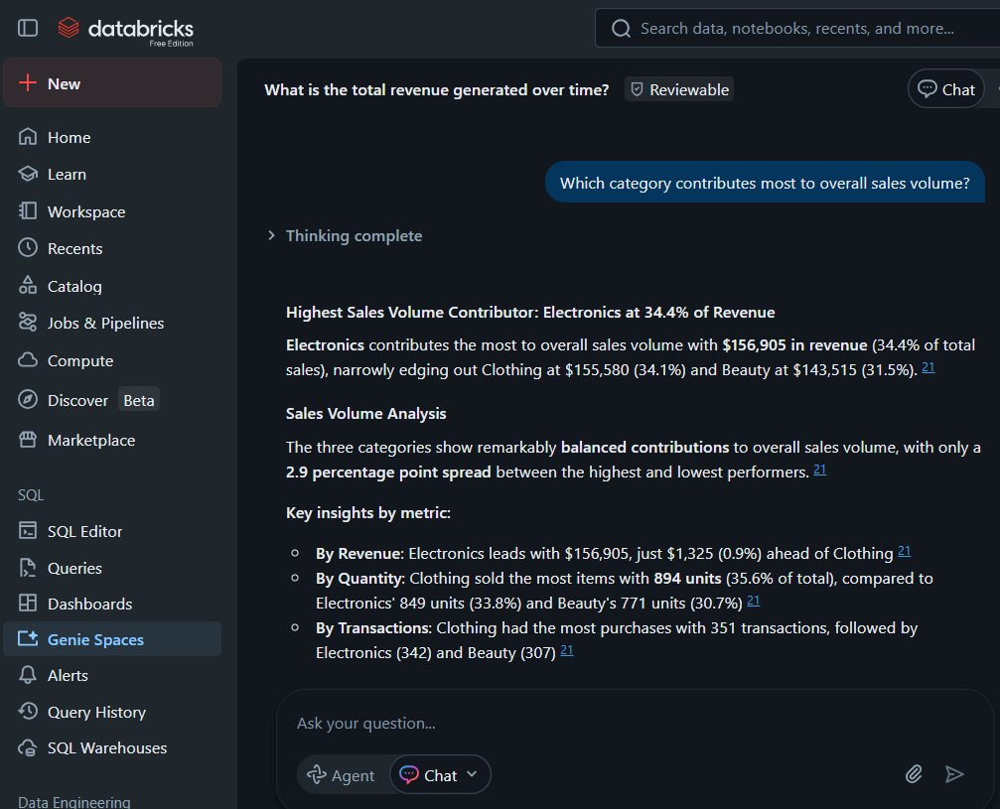 databricks
Free Edition
Search data, notebooks, recents, and more...
New
Home
Learn
Workspace
Recents
Catalog
Jobs & Pipelines
Compute
Discover Beta
Marketplace
SQL
SQL Editor
Queries
Dashboards
Genie Spaces
Alerts
Query History
SQL Warehouses
Data Engineering
What is the total revenue generated over time? Reviewable
Chat
Which category contributes most to overall sales volume?
Thinking complete
Highest Sales Volume Contributor: Electronics at 34.4% of Revenue
Electronics contributes the most to overall sales volume with $156,905 in revenue (34.4% of total
sales), narrowly edging out Clothing at $155,580 (34.1%) and Beauty at $143,515 (31.5%). 21
Sales Volume Analysis
The three categories show remarkably balanced contributions to overall sales volume, with only a
2.9 percentage point spread between the highest and lowest performers. 21
Key insights by metric:
By Revenue: Electronics leads with $156,905, just $1,325 (0.9%) ahead of Clothing 21
By Quantity: Clothing sold the most items with 894 units (35.6% of total), compared to
Electronics' 849 units (33.8%) and Beauty's 771 units (30.7%) 21
By Transactions: Clothing had the most purchases with 351 transactions, followed by
Electronics (342) and Beauty (307) 21
Ask your question...
Agent
Chat